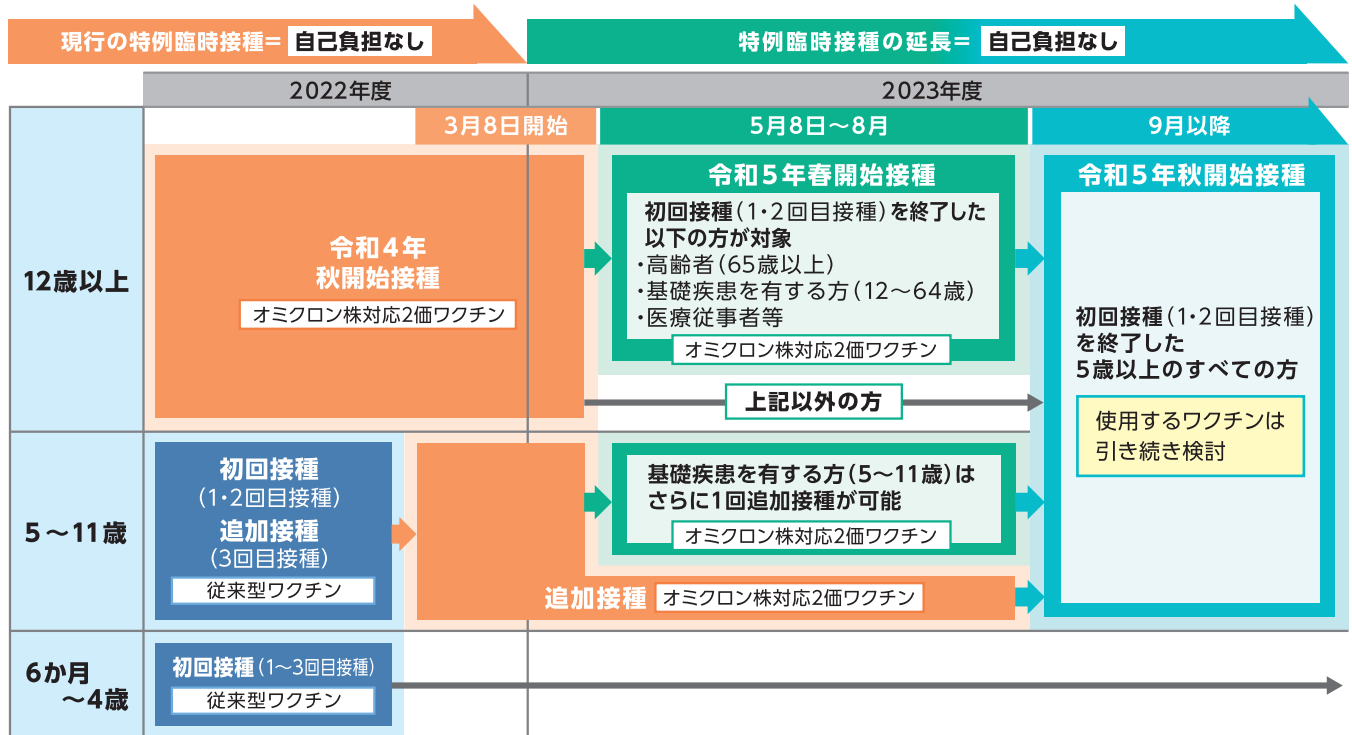 現行の特例臨時接種= 自己負担なし
特例臨時接種の延長= 自己負担なし
2022年度
2023年度
3月8日開始
5月8日～8月
9月以降
12歳以上
令和4年
秋開始接種
オミクロン株対応2価ワクチン
令和5年春開始接種
初回接種(1・2回目接種)を終了した
以下の方が対象
・高齢者(65歳以上)
・基礎疾患を有する方(12～64歳)
・医療従事者等
オミクロン株対応2価ワクチン
上記以外の方
令和5年秋開始接種
初回接種(1・2回目接種)
を終了した
5歳以上のすべての方
使用するワクチンは
引き続き検討
5～11歳
初回接種
(1・2回目接種)
追加接種
(3回目接種)
従来型ワクチン
基礎疾患を有する方(5～11歳)は
さらに1回追加接種が可能
オミクロン株対応2価ワクチン
追加接種 オミクロン株対応2価ワクチン
6か月
～4歳
初回接種(1～3回目接種)
従来型ワクチン